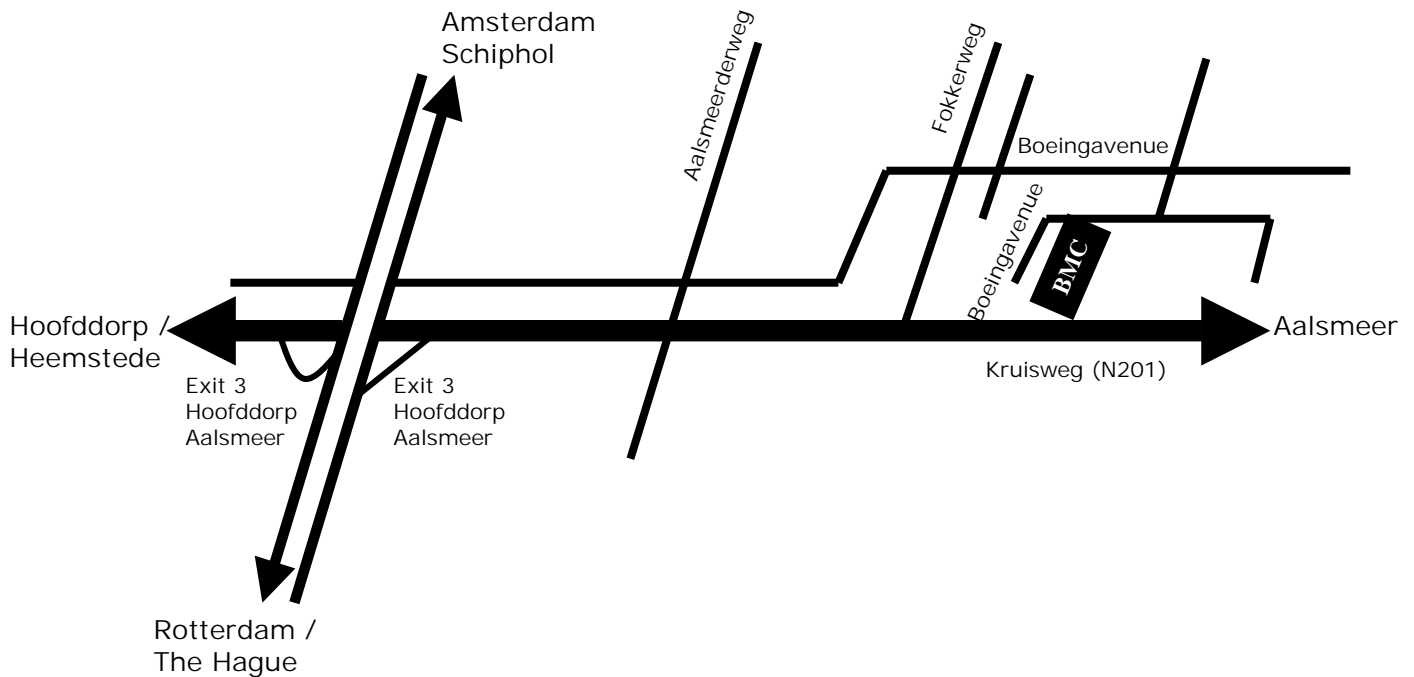 Amsterdam
Schiphol
Aalsmeerderweg
Fokkerweg
Boeingavenue
Boeingavenue
BMC
Hoofddorp /
Heemstede
Aalsmeer
Kruisweg (N201)
Exit 3
Hoofddorp
Aalsmeer
Exit 3
Hoofddorp
Aalsmeer
Rotterdam /
The Hague